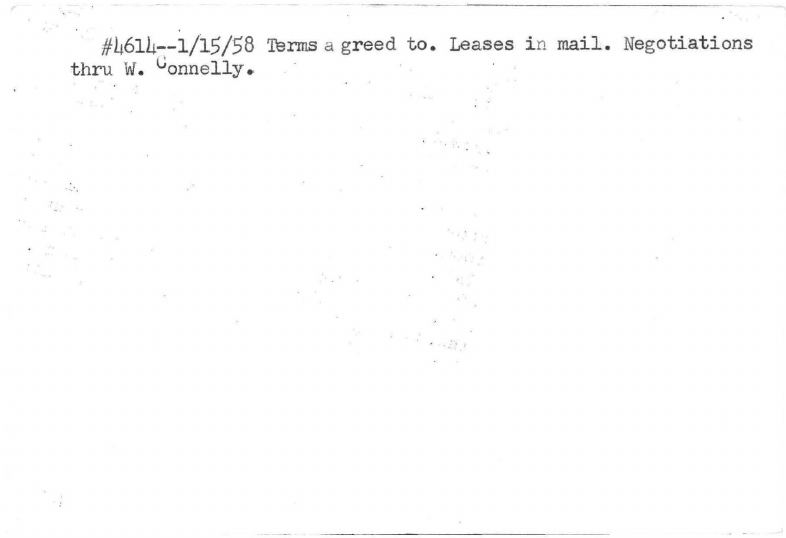 #4614--1/15/58 Terms a greed to. Leases in mail. Negotiations
thru W. Connelly.